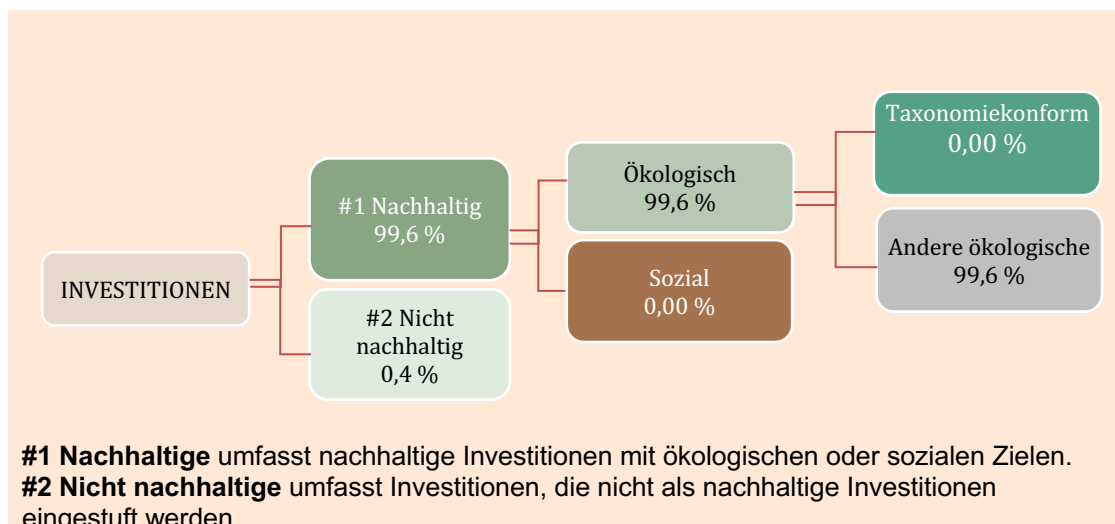 INVESTITIONEN
#1 Nachhaltig
99,6 %
#2 Nicht
nachhaltig
0,4 %
Ökologisch
99,6 %
Sozial
0,00 %
Taxonomiekonform
0,00 %
Andere ökologische
99,6 %
#1 Nachhaltige umfasst nachhaltige Investitionen mit ökologischen oder sozialen Zielen.
#2 Nicht nachhaltige umfasst Investitionen, die nicht als nachhaltige Investitionen
eingestuft werden